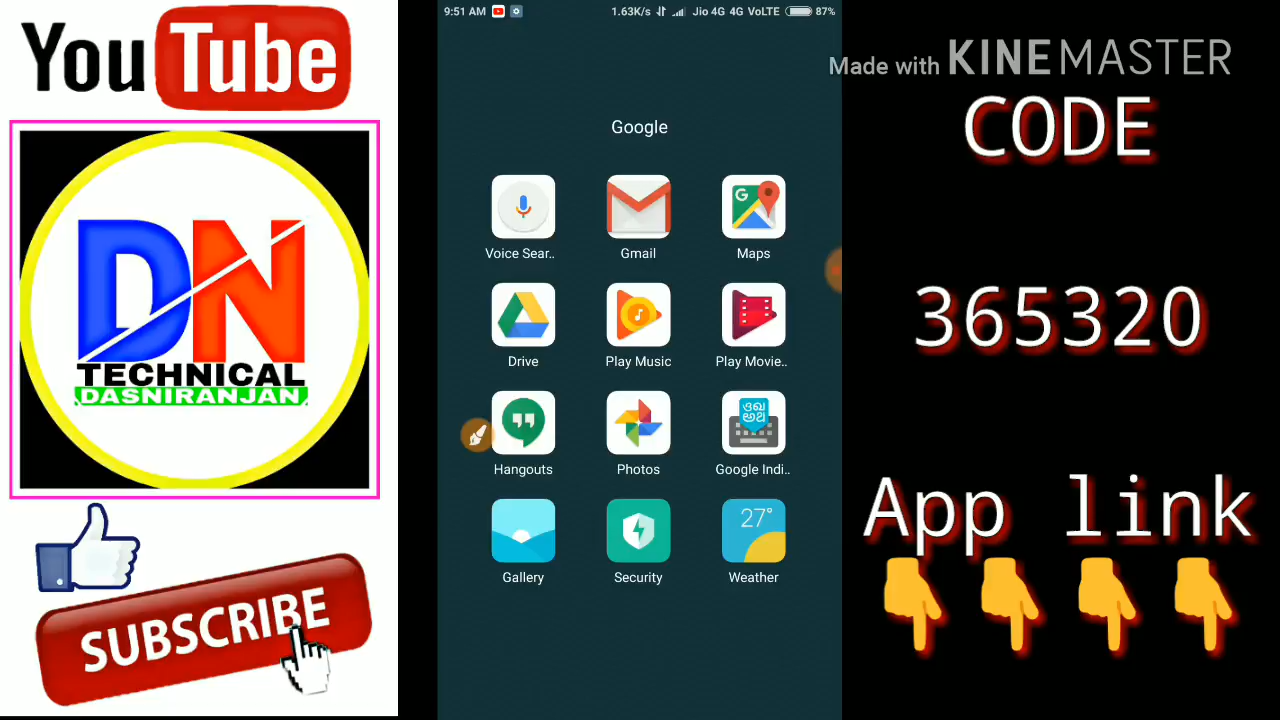 YouTube
DN
TECHNICAL
DASNIRANJAN
SUBSCRIBE
9:51 AM
1.63K/s Jio 4G 4G VoLTE 87%
Google
Voice Sear..
Gmail
G
Maps
Drive
Play Music
Play Movie..
Hangouts
Photos
Google Indi..
27°
Gallery
Security
Weather
Made with KINEMASTER
CODE
365320
App link